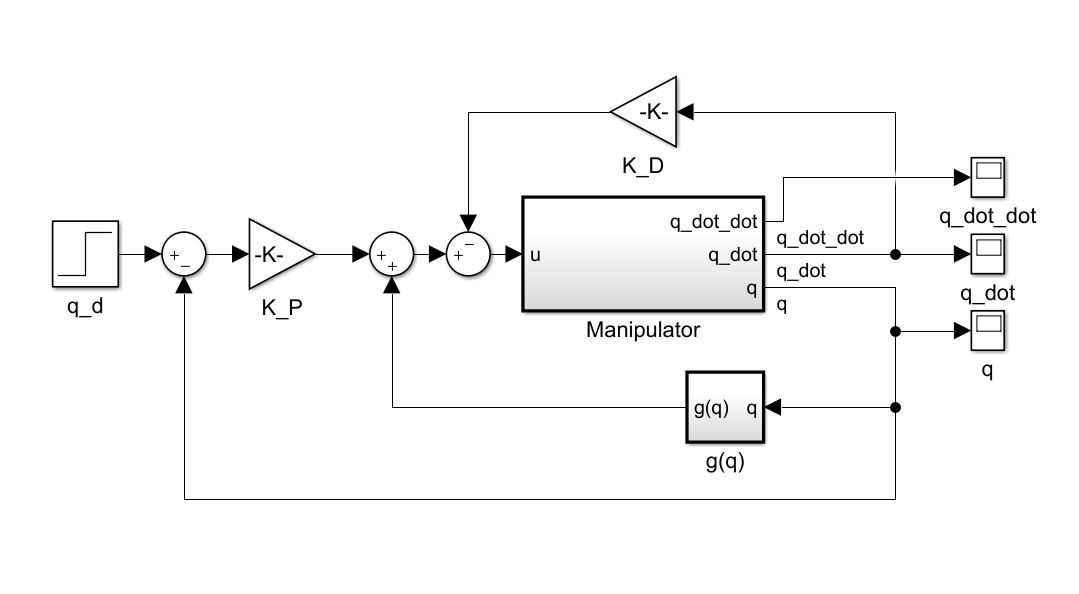 -K-
K_D
q_dot_dot
q_d
+
−
-K-
K_P
+
+
−
+
u
q_dot_dot
q_dot
q
Manipulator
q_dot_dot
q_dot
q
q_dot
q
g(q) q
g(q)